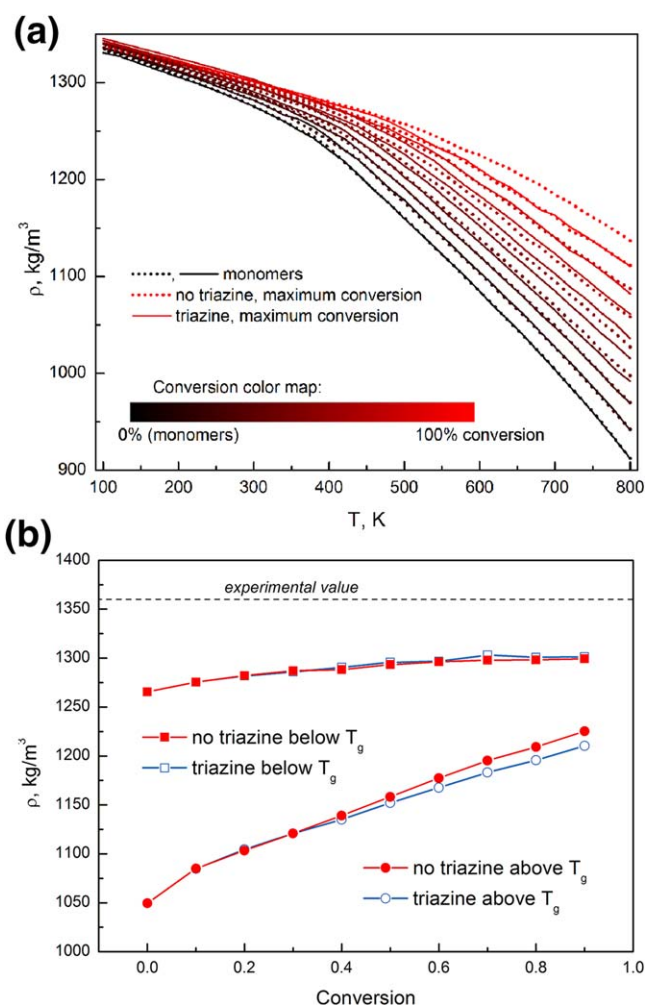 (a)
1300
1200
1100
1000
900
ρ, kg/m³
monomers
no triazine, maximum conversion
triazine, maximum conversion
Conversion color map:
0% (monomers) 100% conversion
100 200 300 400 500 600 700 800
T, K
(b)
1400
1350
1300
1250
1200
1150
1100
1050
1000
ρ, kg/m³
experimental value
no triazine below Tg
triazine below Tg
no triazine above Tg
triazine above Tg
0.0 0.2 0.4 0.6 0.8 1.0
Conversion